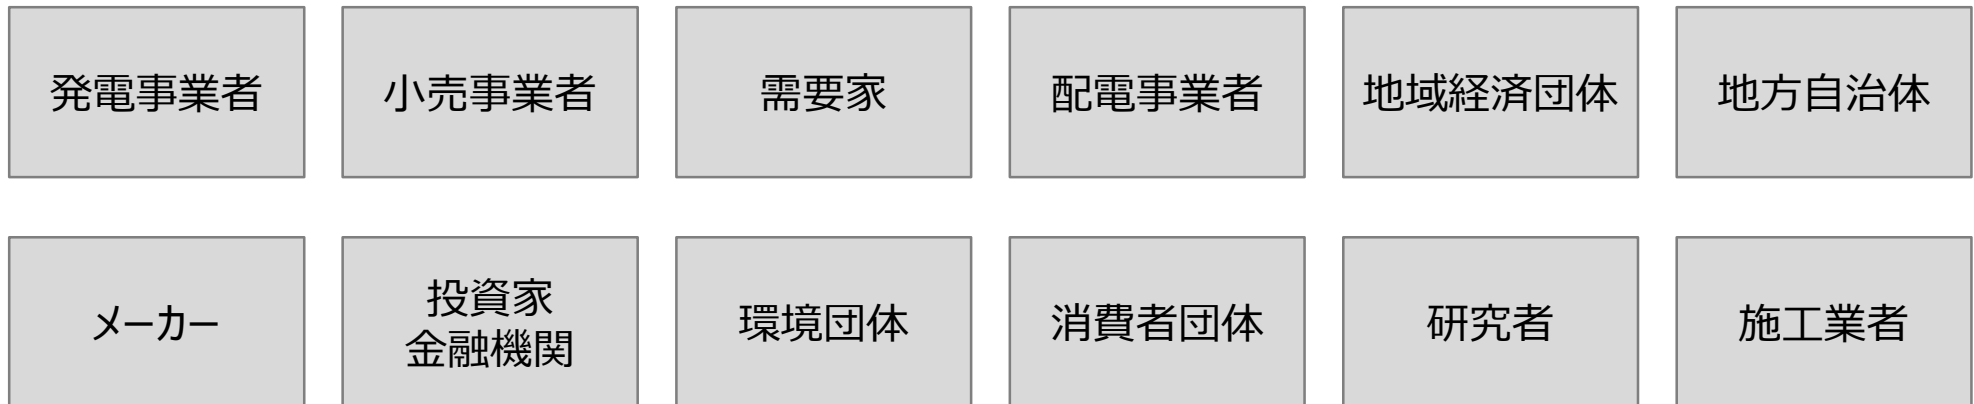 発電事業者
小売事業者
需要家
配電事業者
地域経済団体
地方自治体
メーカー
投資家
金融機関
環境団体
消費者団体
研究者
施工業者